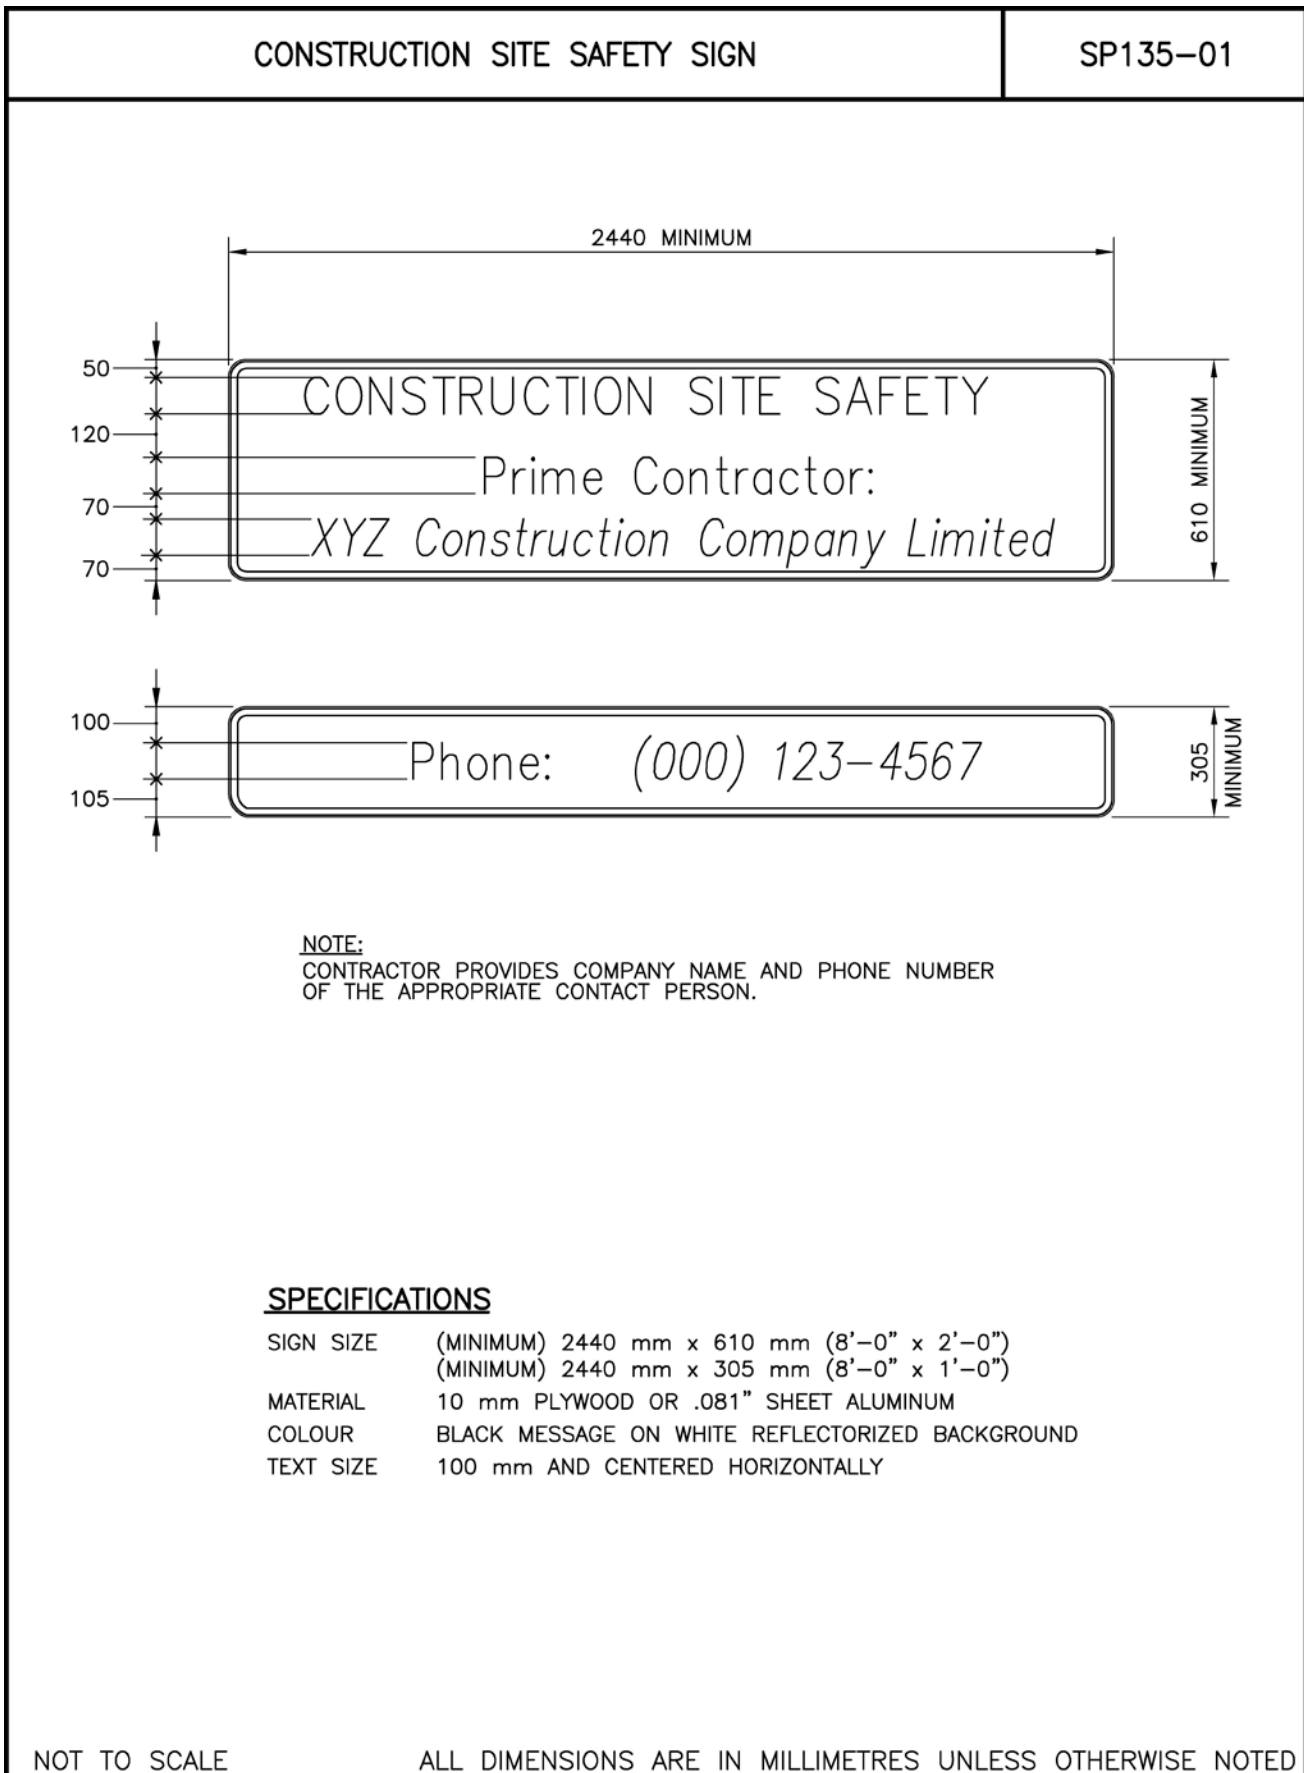 CONSTRUCTION SITE SAFETY SIGN
SP135-01
2440 MINIMUM
50
120
70
70
CONSTRUCTION SITE SAFETY
Prime Contractor:
XYZ Construction Company Limited
610 MINIMUM
100
105
Phone: (000) 123-4567
305
MINIMUM
NOTE:
CONTRACTOR PROVIDES COMPANY NAME AND PHONE NUMBER
OF THE APPROPRIATE CONTACT PERSON.
SPECIFICATIONS
SIGN SIZE (MINIMUM) 2440 mm x 610 mm (8'-0" x 2'-0")
(MINIMUM) 2440 mm x 305 mm (8'-0" x 1'-0")
MATERIAL 10 mm PLYWOOD OR .081" SHEET ALUMINUM
COLOUR BLACK MESSAGE ON WHITE REFLECTORIZED BACKGROUND
TEXT SIZE 100 mm AND CENTERED HORIZONTALLY
NOT TO SCALE ALL DIMENSIONS ARE IN MILLIMETRES UNLESS OTHERWISE NOTED